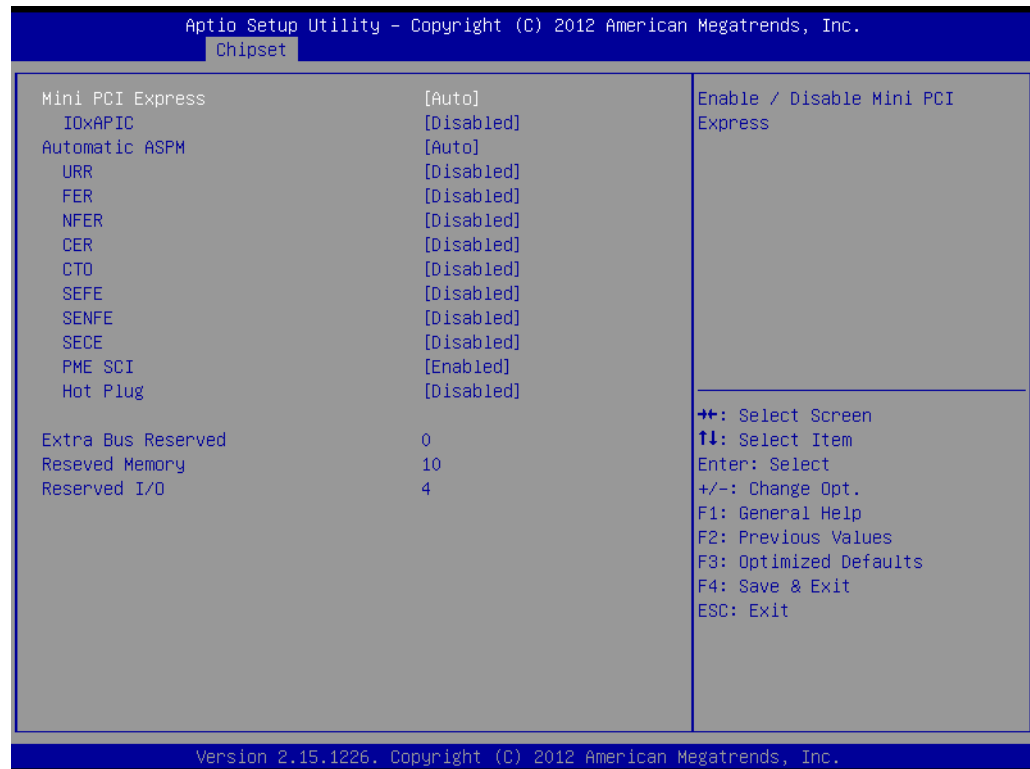 Aptio Setup Utility – Copyright (C) 2012 American Megatrends, Inc.
Chipset
Mini PCI Express [Auto]
IOxAPIC [Disabled]
Automatic ASPM [Auto]
URR [Disabled]
FER [Disabled]
NFER [Disabled]
CER [Disabled]
CTO [Disabled]
SEFE [Disabled]
SENFE [Disabled]
SECE [Disabled]
PME SCI [Enabled]
Hot Plug [Disabled]
Extra Bus Reserved 0
Reseved Memory 10
Reserved I/O 4
Enable / Disable Mini PCI
Express
→←: Select Screen
↑↓: Select Item
Enter: Select
+/-: Change Opt.
F1: General Help
F2: Previous Values
F3: Optimized Defaults
F4: Save & Exit
ESC: Exit
Version 2.15.1226. Copyright (C) 2012 American Megatrends, Inc.